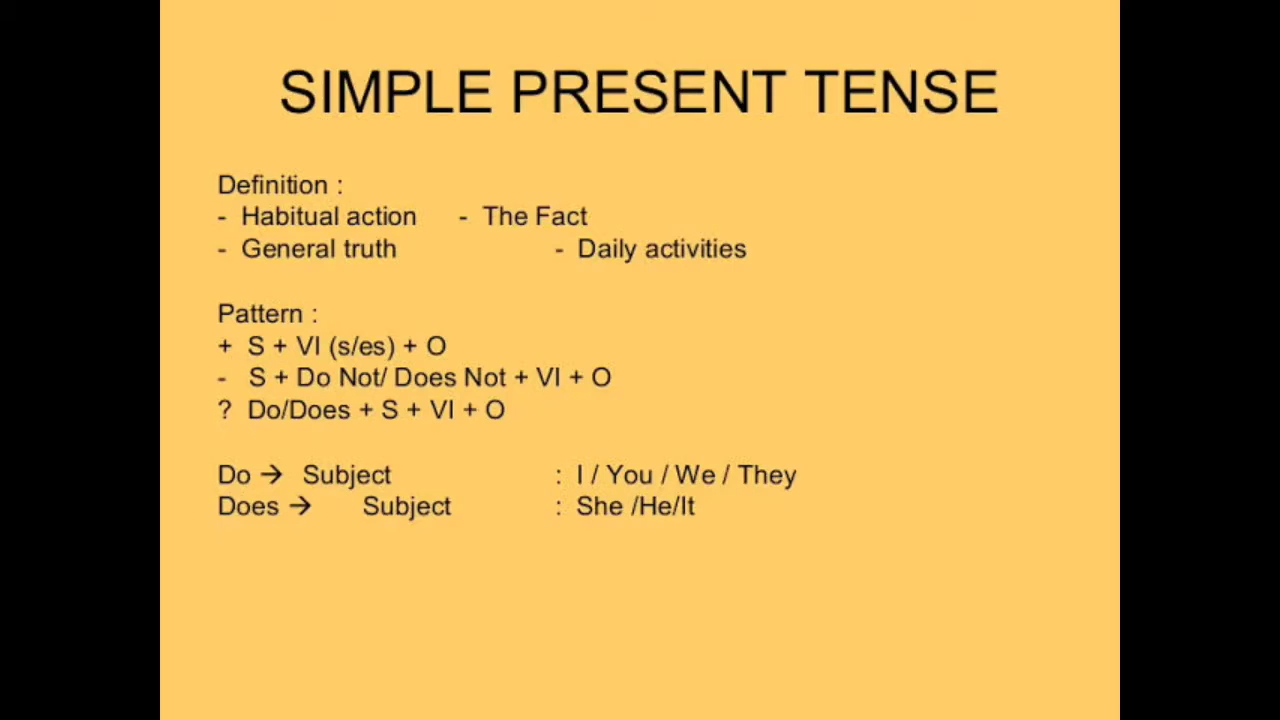 SIMPLE PRESENT TENSE
Definition :
- Habitual action - The Fact
- General truth - Daily activities
Pattern :
+ S + VI (s/es) + O
- S + Do Not/ Does Not + VI + O
? Do/Does + S + VI + O
Do → Subject : I / You / We / They
Does → Subject : She /He/It